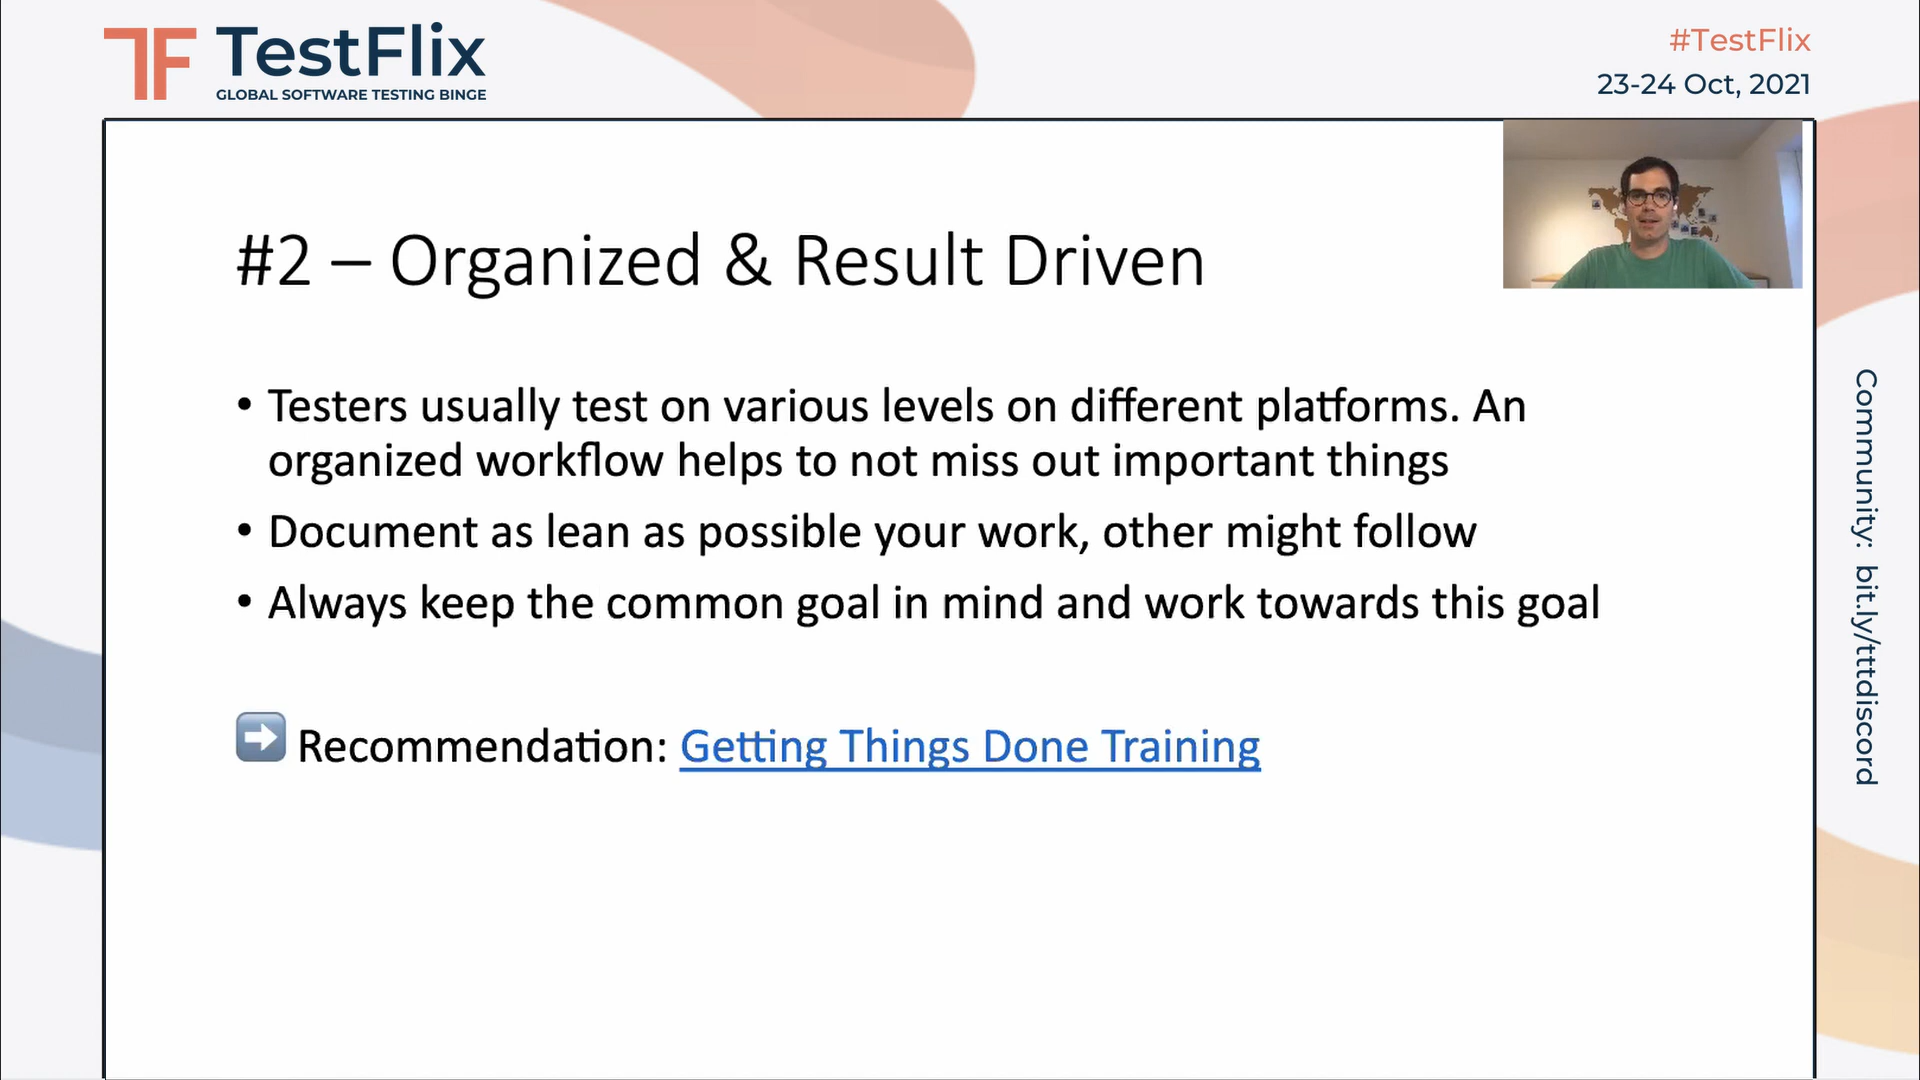 TF TestFlix
GLOBAL SOFTWARE TESTING BINGE
#TestFlix
23-24 Oct, 2021
#2 – Organized & Result Driven
• Testers usually test on various levels on different platforms. An
organized workflow helps to not miss out important things
• Document as lean as possible your work, other might follow
• Always keep the common goal in mind and work towards this goal
➡ Recommendation: Getting Things Done Training
Community: bit.ly/tttdiscord